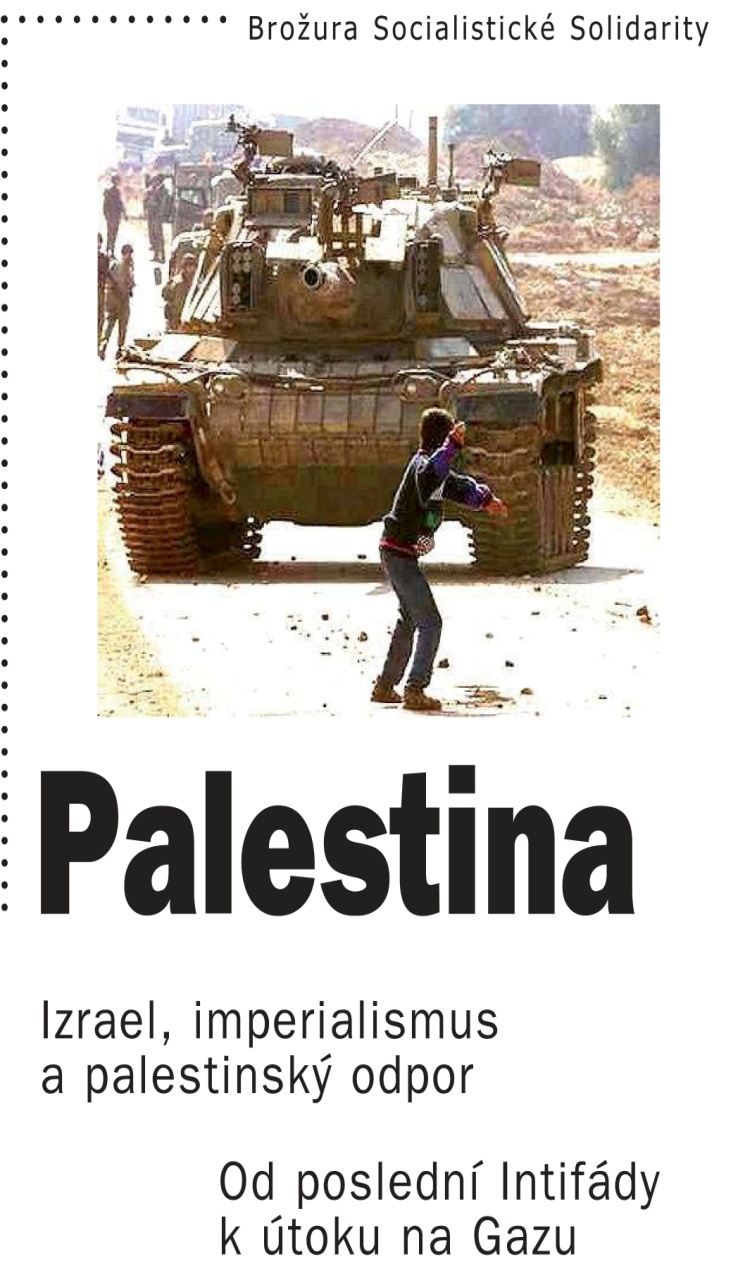 Brožura Socialistické Solidarity
Palestina
Izrael, imperialismus
a palestinský odpor
Od poslední Intifády
k útoku na Gazu